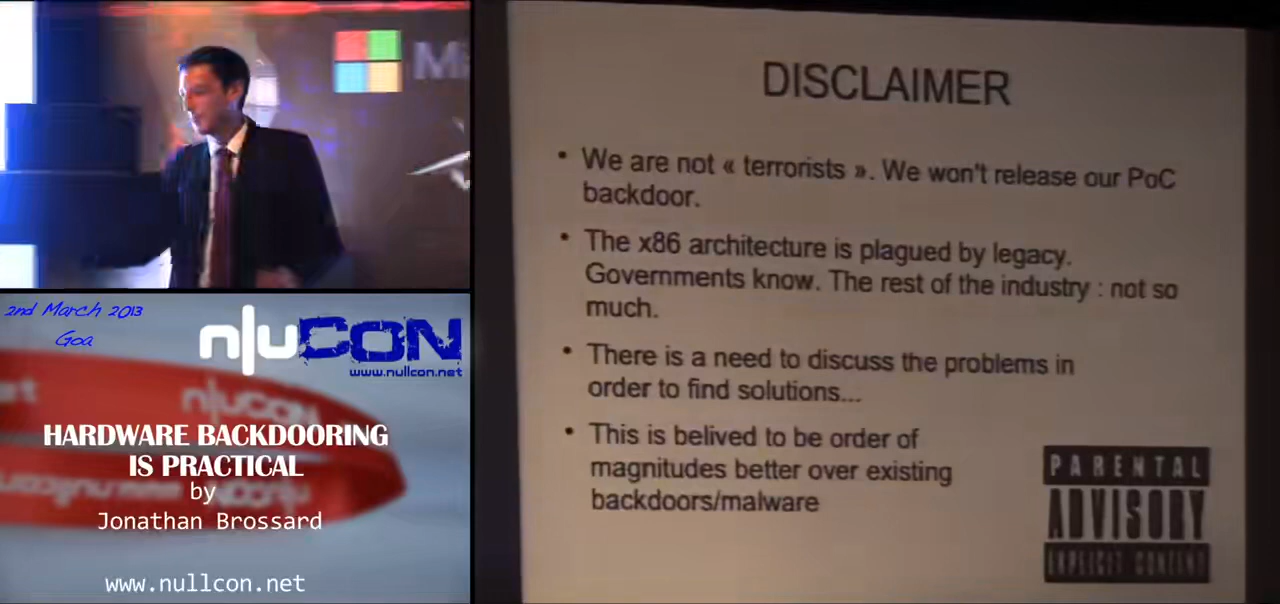 DISCLAIMER
• We are not « terrorists ». We won't release our PoC
backdoor.
• The x86 architecture is plagued by legacy.
Governments know. The rest of the industry : not so
much.
• There is a need to discuss the problems in
order to find solutions...
• This is belived to be order of
magnitudes better over existing
backdoors/malware
PARENTAL
ADVISORY
EXPLICIT CONTENT
2nd March 2013
Goa
n|uCON
www.nullcon.net
n|uCON
HARDWARE BACKDOORING
IS PRACTICAL
by
Jonathan Brossard
www.nullcon.net